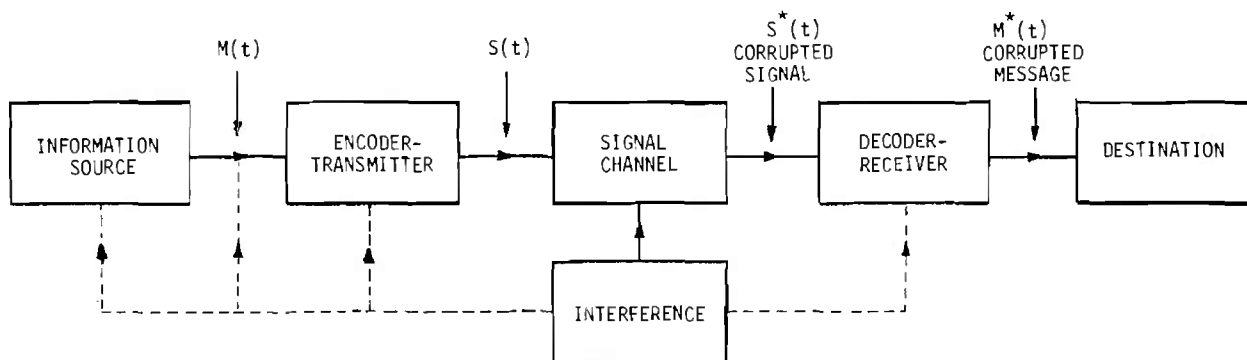 M(t)
S(t)
S*(t)
CORRUPTED
SIGNAL
M*(t)
CORRUPTED
MESSAGE
INFORMATION
SOURCE
ENCODER-
TRANSMITTER
SIGNAL
CHANNEL
DECODER-
RECEIVER
DESTINATION
INTERFERENCE